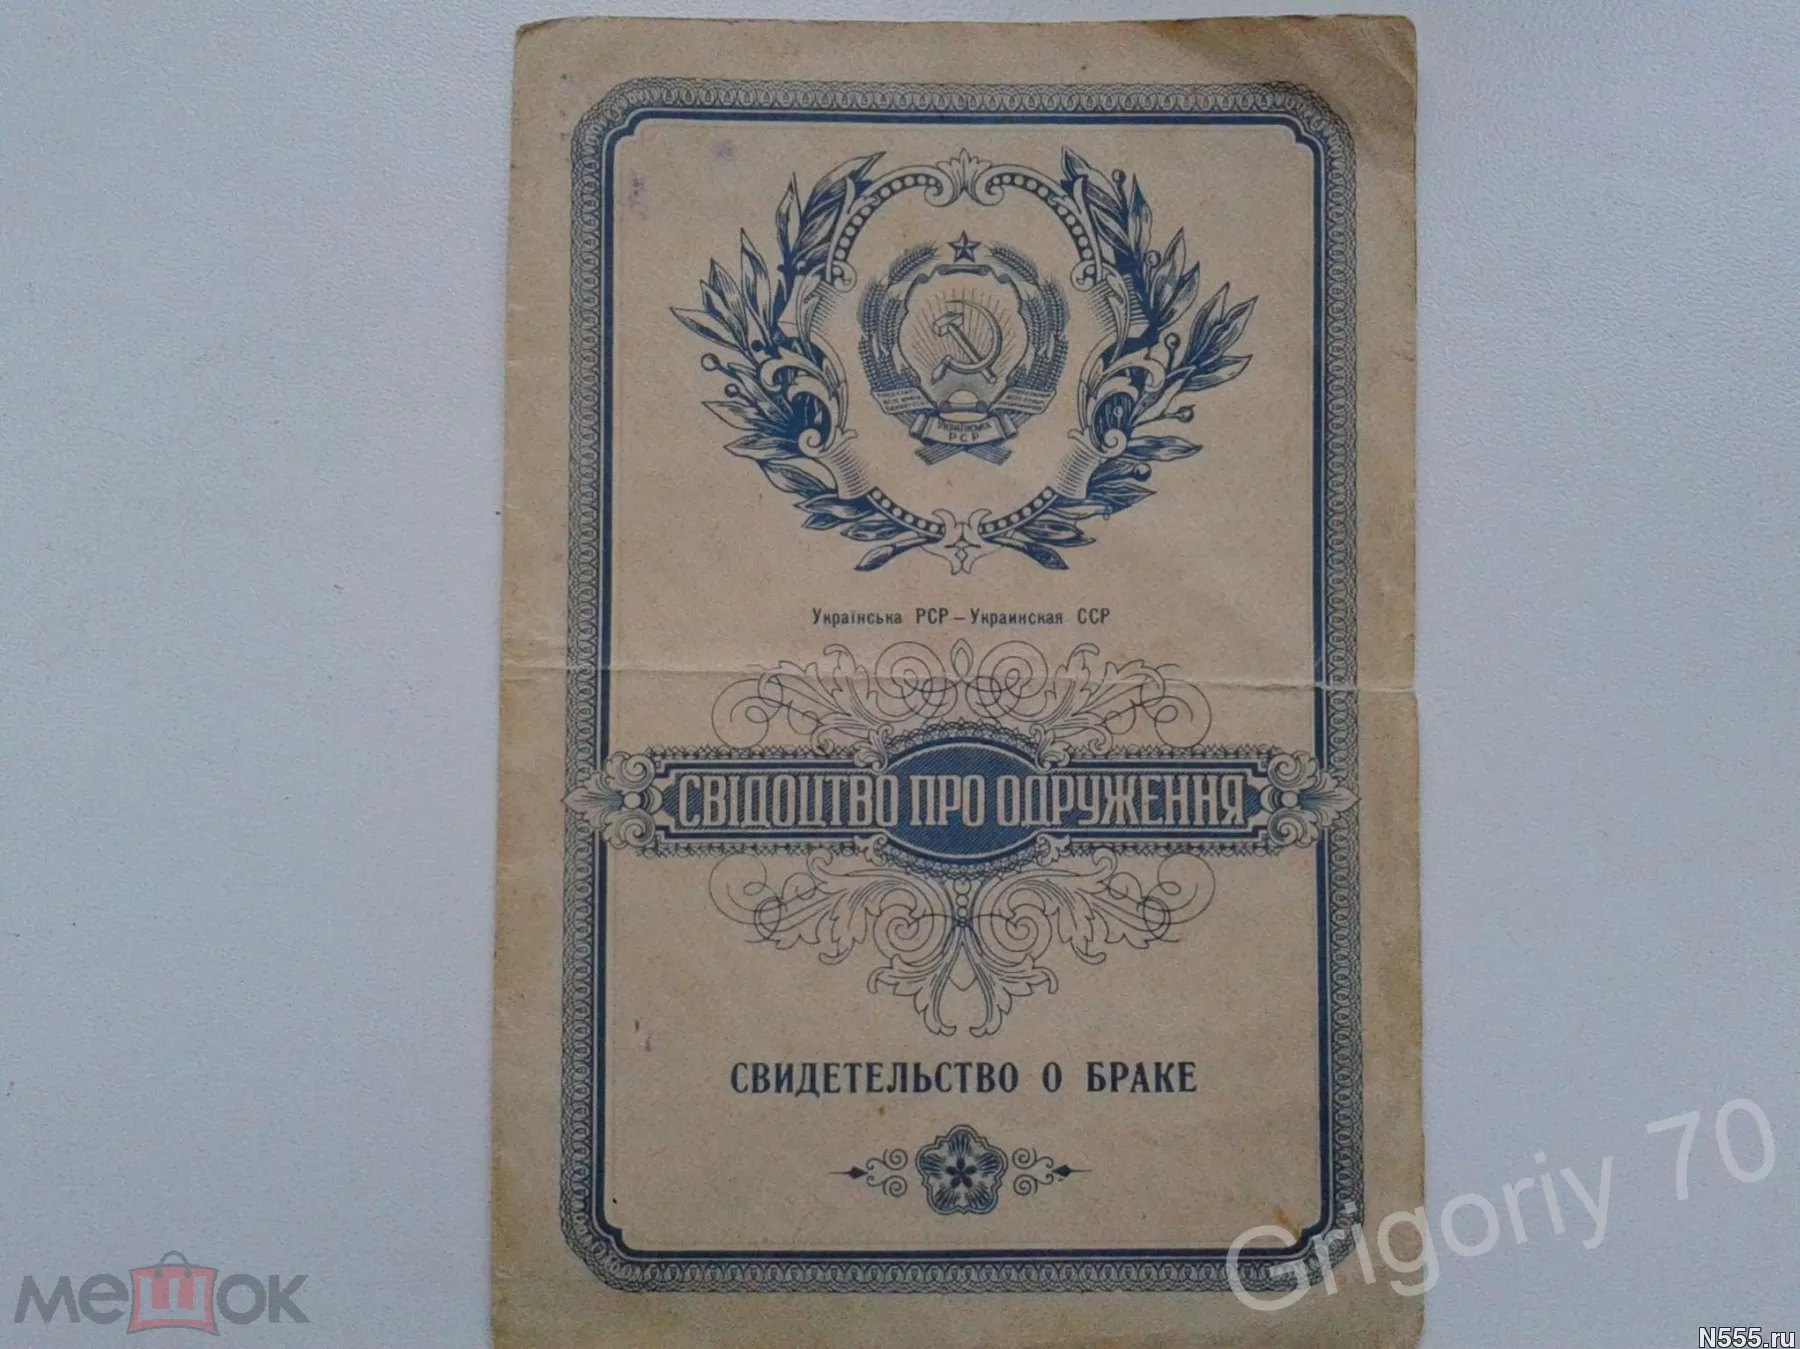 УКРАЇНСЬКА
РСР
Українська РСР – Украинская ССР
СВІДОЦТВО ПРО ОДРУЖЕННЯ
СВИДЕТЕЛЬСТВО О БРАКЕ
Grigoriy 70
мешок
N555.ru